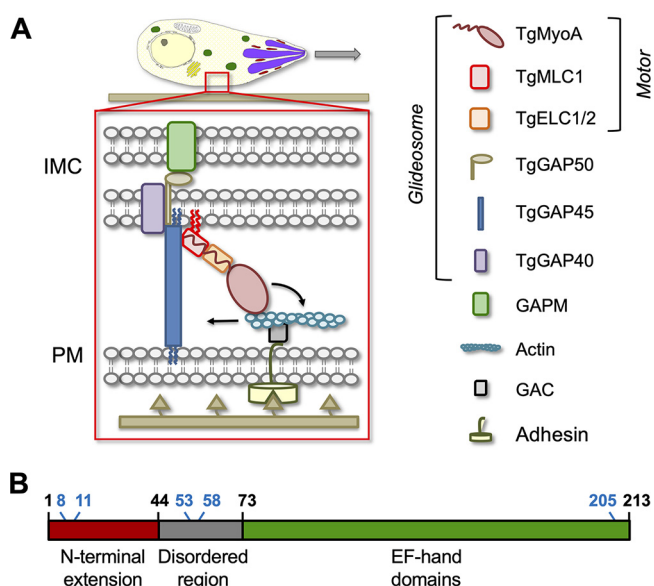 A
IMC
PM
TgMyoA
TgMLC1
TgELC1/2
TgGAP50
TgGAP45
TgGAP40
GAPM
Actin
GAC
Adhesin
Motor
Glideosome
B
1 8 11 44 53 58 73 205 213
N-terminal
extension
Disordered
region
EF-hand
domains